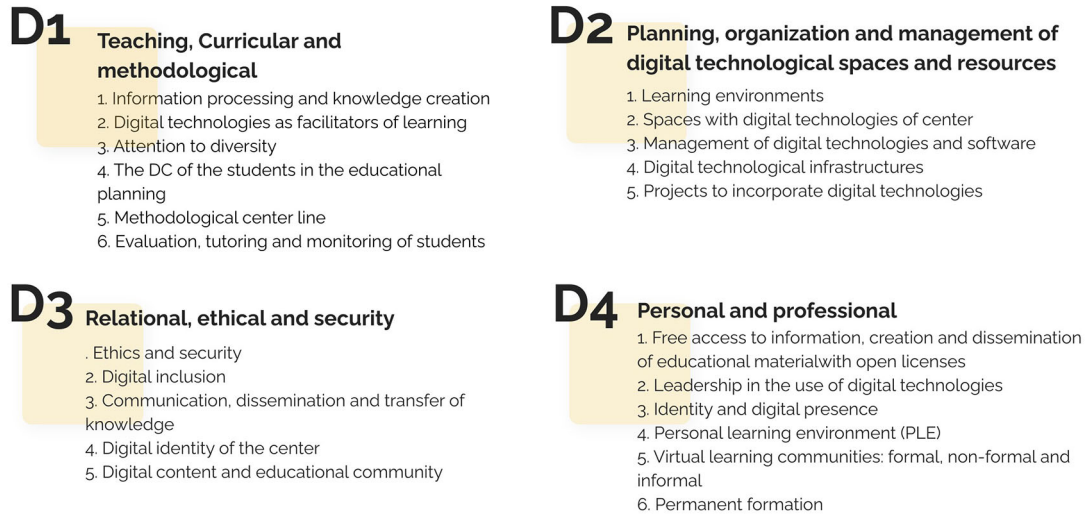 D1
Teaching, Curricular and
methodological
1. Information processing and knowledge creation
2. Digital technologies as facilitators of learning
3. Attention to diversity
4. The DC of the students in the educational
planning
5. Methodological center line
6. Evaluation, tutoring and monitoring of students
D2
Planning, organization and management of
digital technological spaces and resources
1. Learning environments
2. Spaces with digital technologies of center
3. Management of digital technologies and software
4. Digital technological infrastructures
5. Projects to incorporate digital technologies
D3
Relational, ethical and security
. Ethics and security
2. Digital inclusion
3. Communication, dissemination and transfer of
knowledge
4. Digital identity of the center
5. Digital content and educational community
D4
Personal and professional
1. Free access to information, creation and dissemination
of educational materialwith open licenses
2. Leadership in the use of digital technologies
3. Identity and digital presence
4. Personal learning environment (PLE)
5. Virtual learning communities: formal, non-formal and
informal
6. Permanent formation